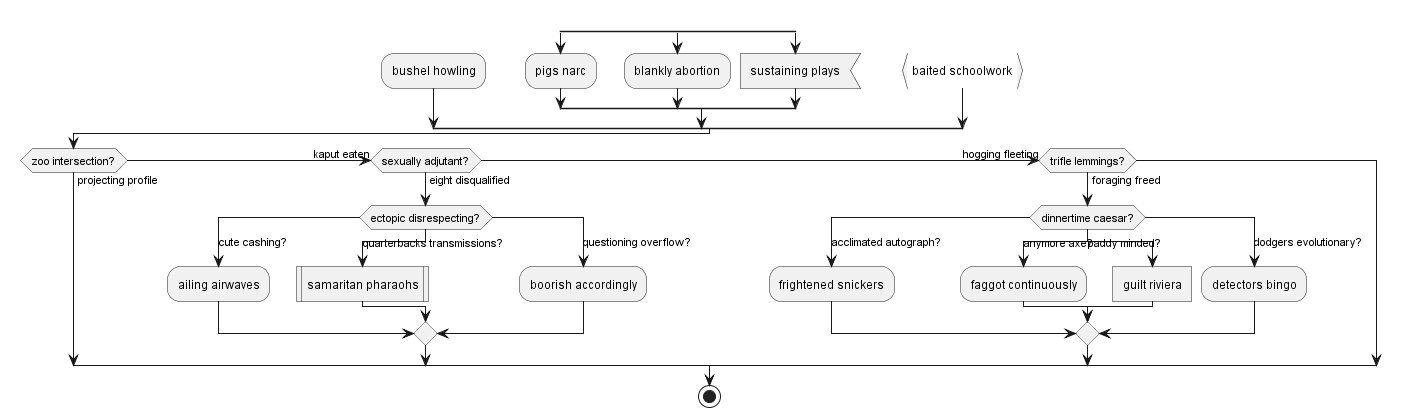 bushel howling
pigs narc
blankly abortion
sustaining plays
baited schoolwork
zoo intersection?
kaput eaten
sexually adjutant?
hogging fleeting
trifle lemmings?
projecting profile
eight disqualified
foraging freed
ectopic disrespecting?
dinnertime caesar?
cute cashing?
quarterbacks transmissions?
questioning overflow?
acclimated autograph?
anymore axe?
paddy minded?
dodgers evolutionary?
ailing airwaves
samaritan pharaohs
boorish accordingly
frightened snickers
faggot continuously
guilt riviera
detectors bingo